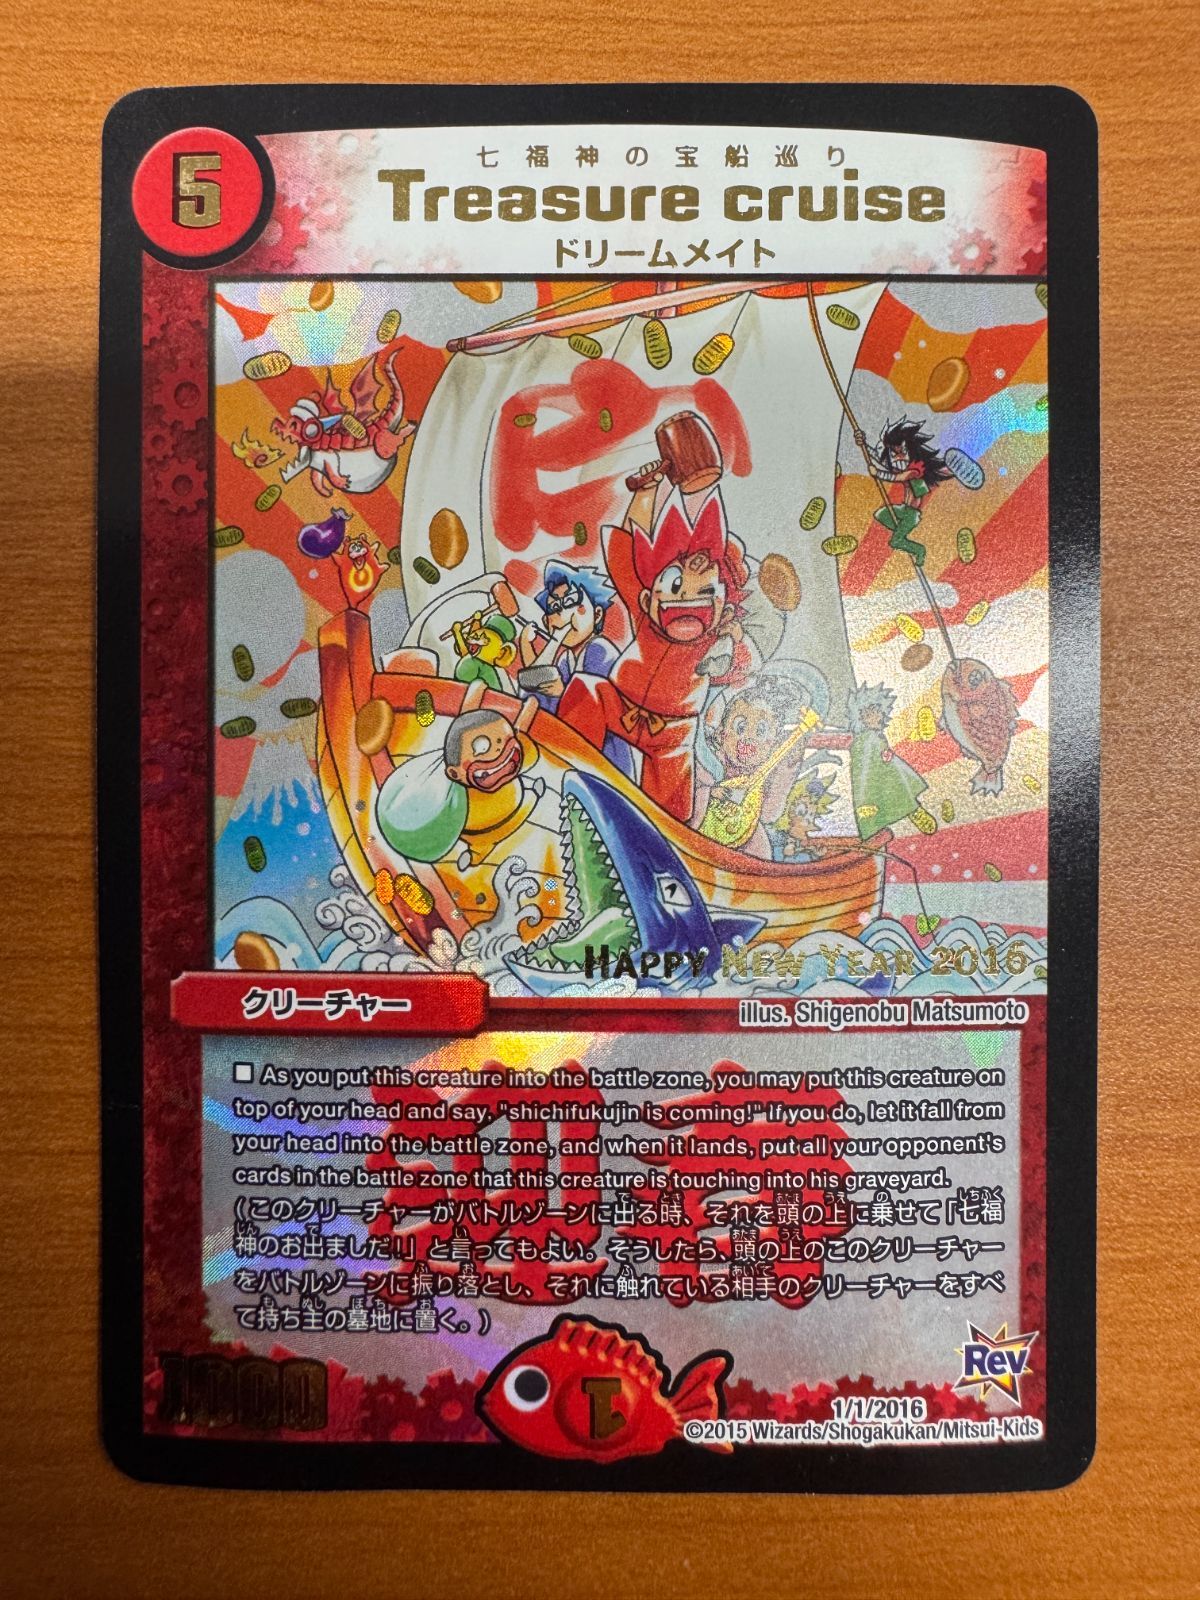 5
七福神の宝船巡り
Treasure cruise
ドリームメイト
HAPPY NEW YEAR 2016
クリーチャー
illus. Shigenobu Matsumoto
■ As you put this creature into the battle zone, you may put this creature on
top of your head and say, "shichifukujin is coming!" If you do, let it fall from
your head into the battle zone, and when it lands, put all your opponent's
cards in the battle zone that this creature is touching into his graveyard.
(このクリーチャーがバトルゾーンに出る時、それを頭の上に乗せて「七福
神のお出ましだ!」と言ってもよい。そうしたら、頭の上のこのクリーチャー
をバトルゾーンに振り落とし、それに触れている相手のクリーチャーをすべ
て持ち主の墓地に置く。)
1000
1
Rev
1/1/2016
©2015 Wizards/Shogakukan/Mitsui-Kids